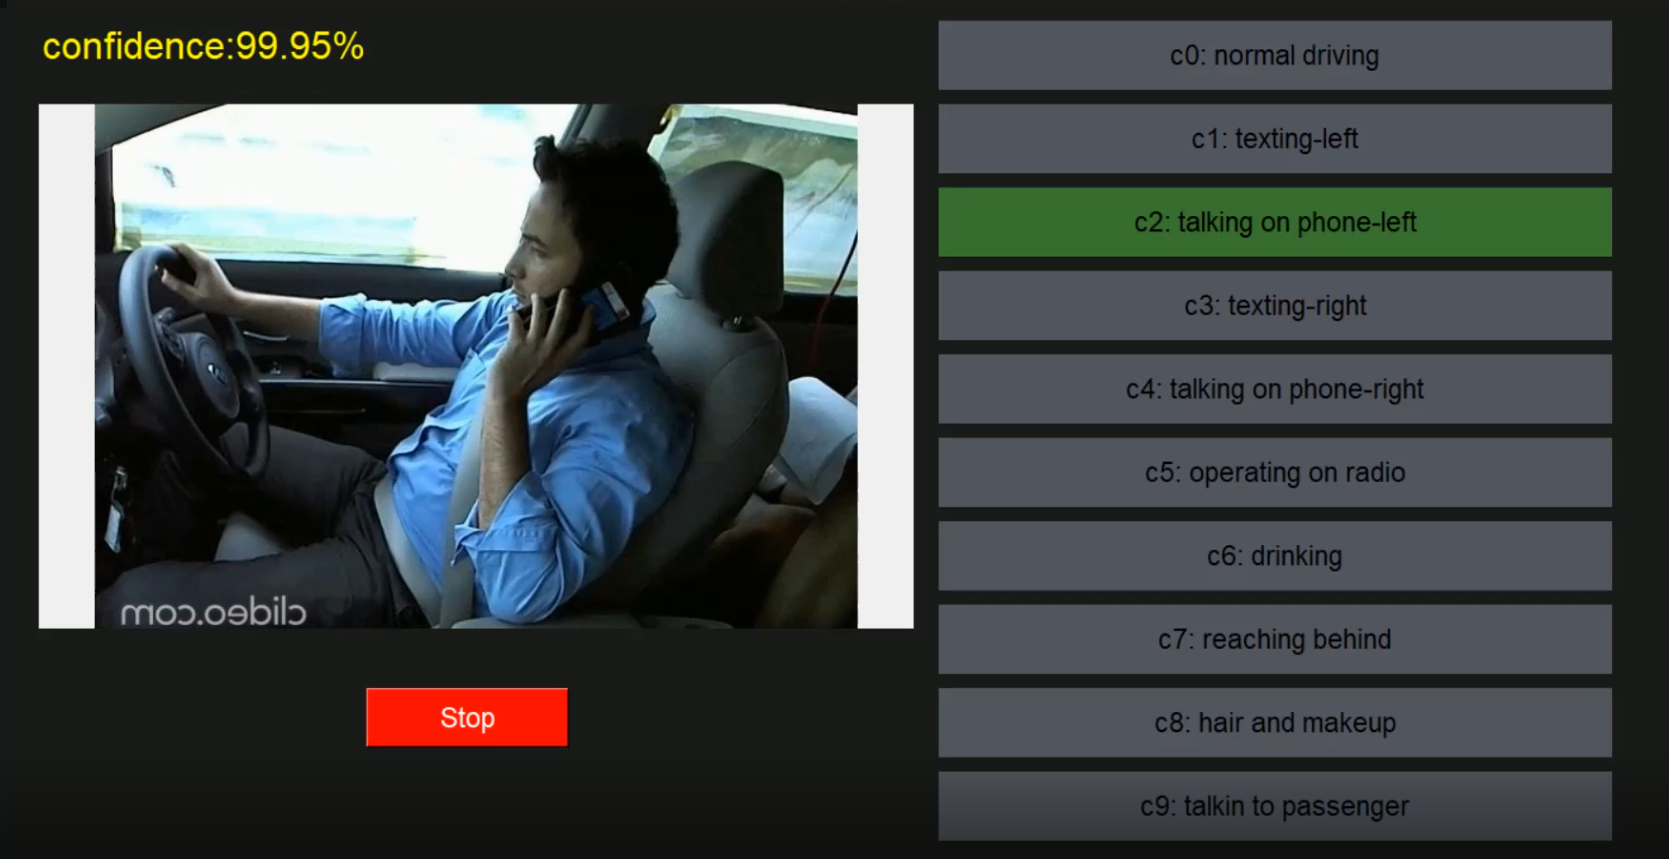 confidence:99.95%
clideo.com
Stop
c0: normal driving
c1: texting-left
c2: talking on phone-left
c3: texting-right
c4: talking on phone-right
c5: operating on radio
c6: drinking
c7: reaching behind
c8: hair and makeup
c9: talkin to passenger